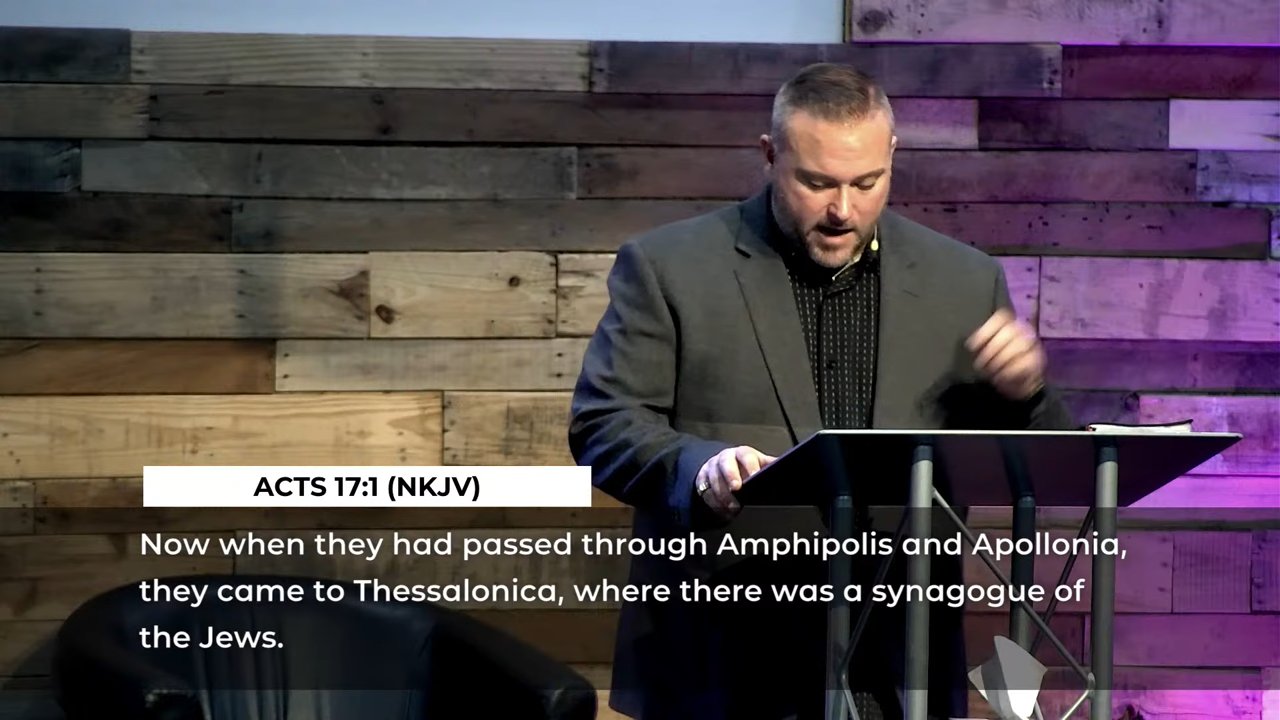 ACTS 17:1 (NKJV)
Now when they had passed through Amphipolis and Apollonia,
they came to Thessalonica, where there was a synagogue of
the Jews.